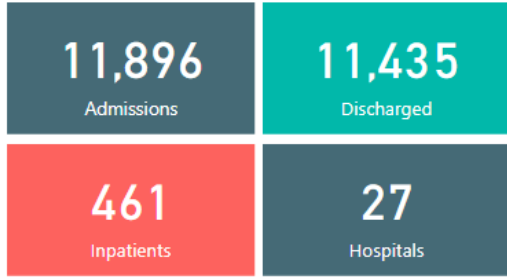 11,896
Admissions
11,435
Discharged
461
Inpatients
27
Hospitals